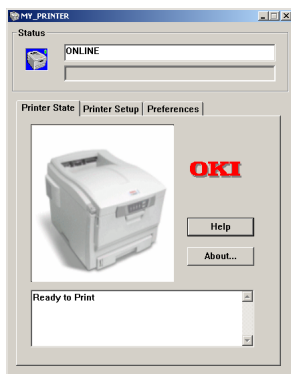 MY_PRINTER
Status
ONLINE
Printer State Printer Setup Preferences
OKI
Help
About...
Ready to Print